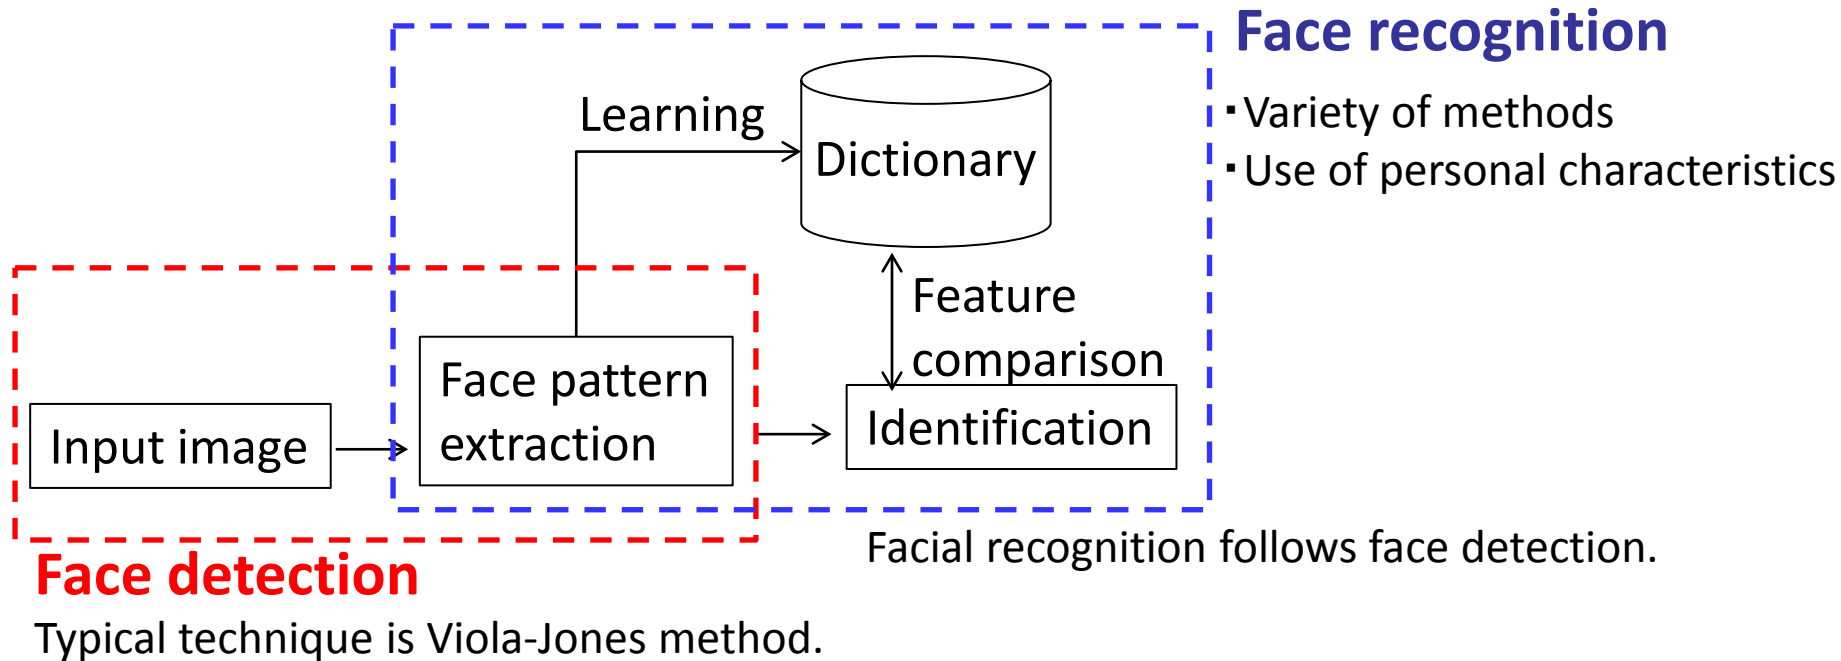 Face recognition
・Variety of methods
・Use of personal characteristics
Learning
Dictionary
Feature
comparison
Face pattern
extraction
Input image
Identification
Facial recognition follows face detection.
Face detection
Typical technique is Viola-Jones method.